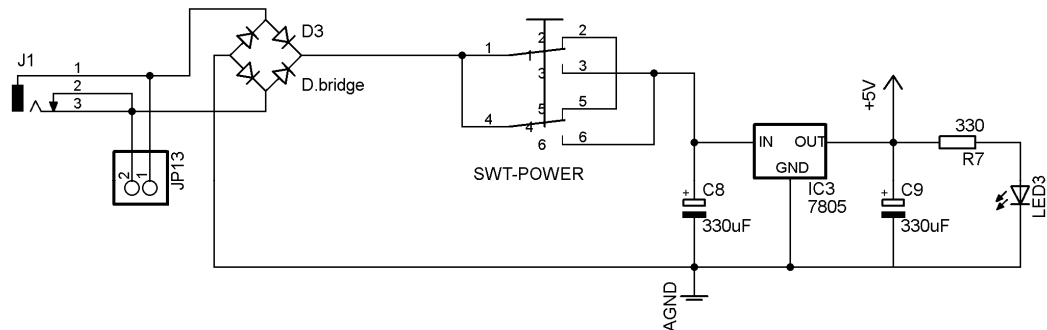 J1
1
2
3
2
1
JP13
D3
D.bridge
1
4
2
1
3
5
4
6
2
3
5
6
SWT-POWER
+5V
330
R7
IN
OUT
GND
IC3
7805
+
C8
330uF
+
C9
330uF
LED3
AGND